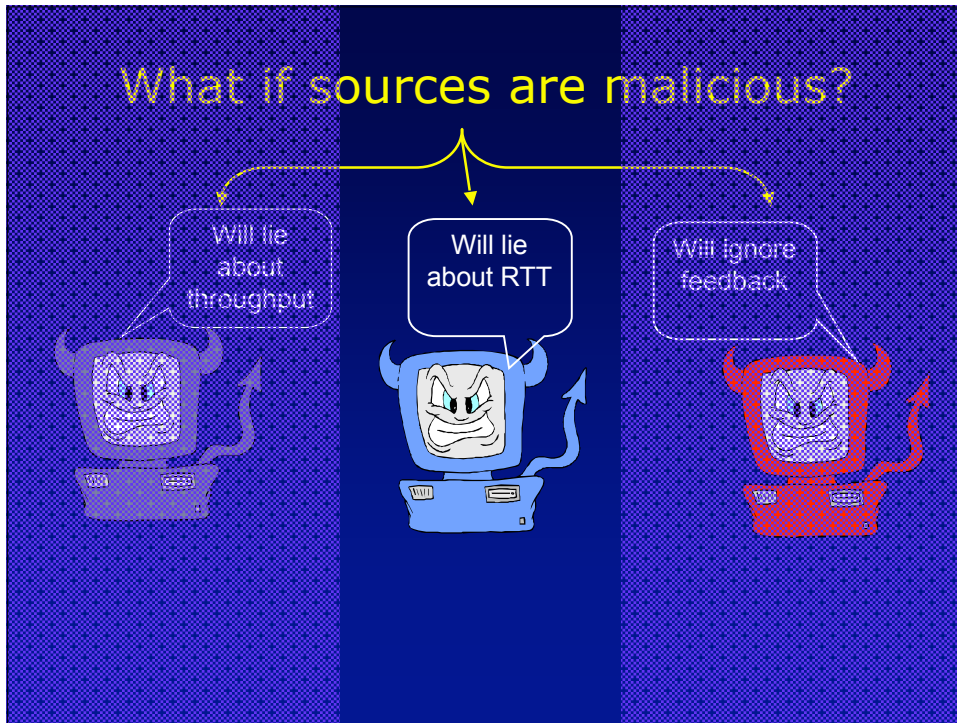 What if sources are malicious?
Will lie
about
throughput
Will lie
about RTT
Will ignore
feedback